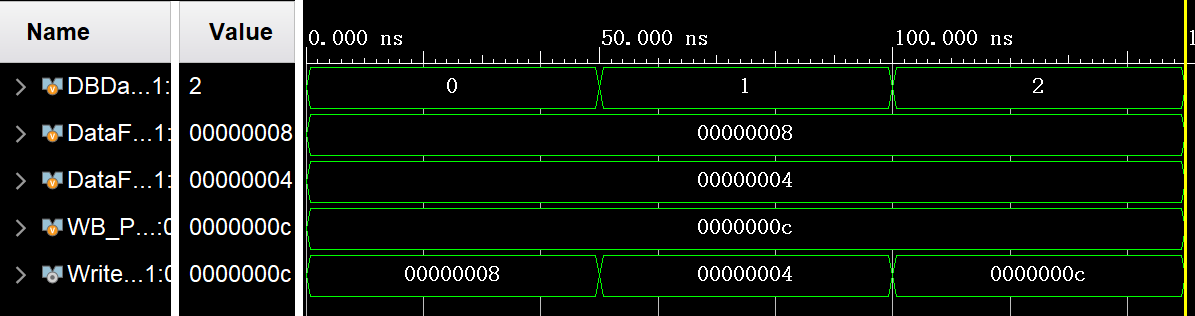 Name Value
0.000 ns 50.000 ns 100.000 ns 1
DBDa...1: 2 0 1 2
DataF...1: 00000008 00000008
DataF...1: 00000004 00000004
WB_P...:0 0000000c 0000000c
Write...1:0 0000000c 00000008 00000004 0000000c